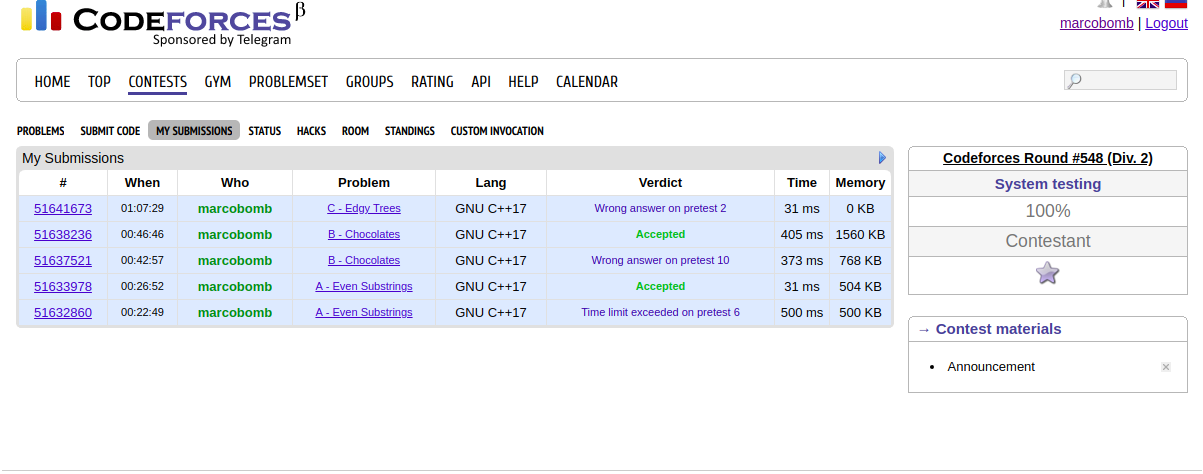 CODEFORCES β
Sponsored by Telegram
marcobomb | Logout
HOME TOP CONTESTS GYM PROBLEMSET GROUPS RATING API HELP CALENDAR
PROBLEMS SUBMIT CODE MY SUBMISSIONS STATUS HACKS ROOM STANDINGS CUSTOM INVOCATION
My Submissions
# When Who Problem Lang Verdict Time Memory
51641673 01:07:29 marcobomb C - Edgy Trees GNU C++17 Wrong answer on pretest 2 31 ms 0 KB
51638236 00:46:46 marcobomb B - Chocolates GNU C++17 Accepted 405 ms 1560 KB
51637521 00:42:57 marcobomb B - Chocolates GNU C++17 Wrong answer on pretest 10 373 ms 768 KB
51633978 00:26:52 marcobomb A - Even Substrings GNU C++17 Accepted 31 ms 504 KB
51632860 00:22:49 marcobomb A - Even Substrings GNU C++17 Time limit exceeded on pretest 6 500 ms 500 KB
Codeforces Round #548 (Div. 2)
System testing
100%
Contestant
→ Contest materials
• Announcement ×